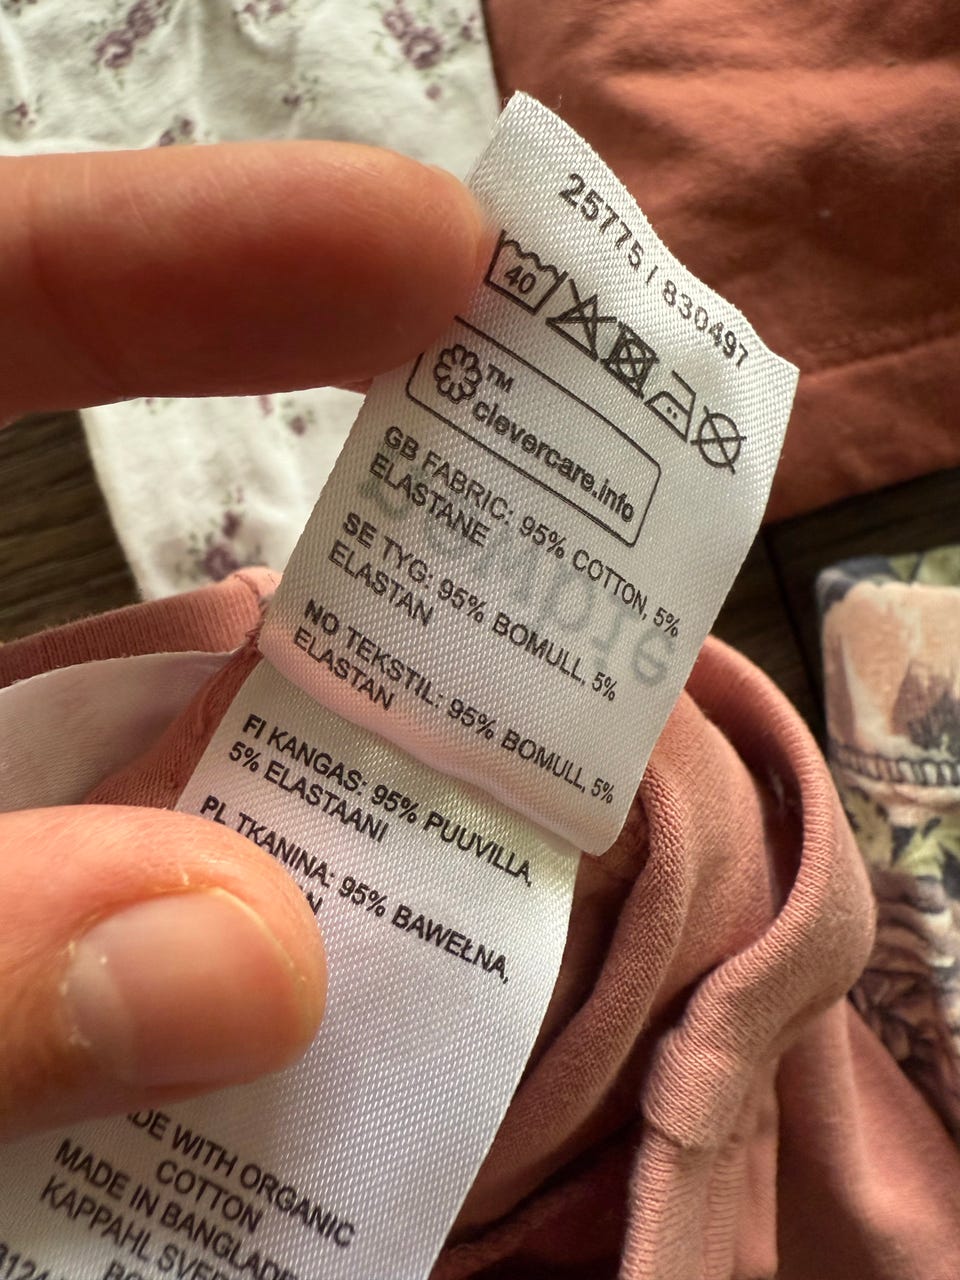 25775 / 830497
40
TM
clevercare.info
GB FABRIC: 95% COTTON, 5%
ELASTANE
SE TYG: 95% BOMULL, 5%
ELASTAN
NO TEKSTIL: 95% BOMULL, 5%
ELASTAN
FI KANGAS: 95% PUUVILLA,
5% ELASTAANI
PL TKANINA: 95% BAWEŁNA,
WITH ORGANIC
COTTON
MADE IN
KAPPAHL